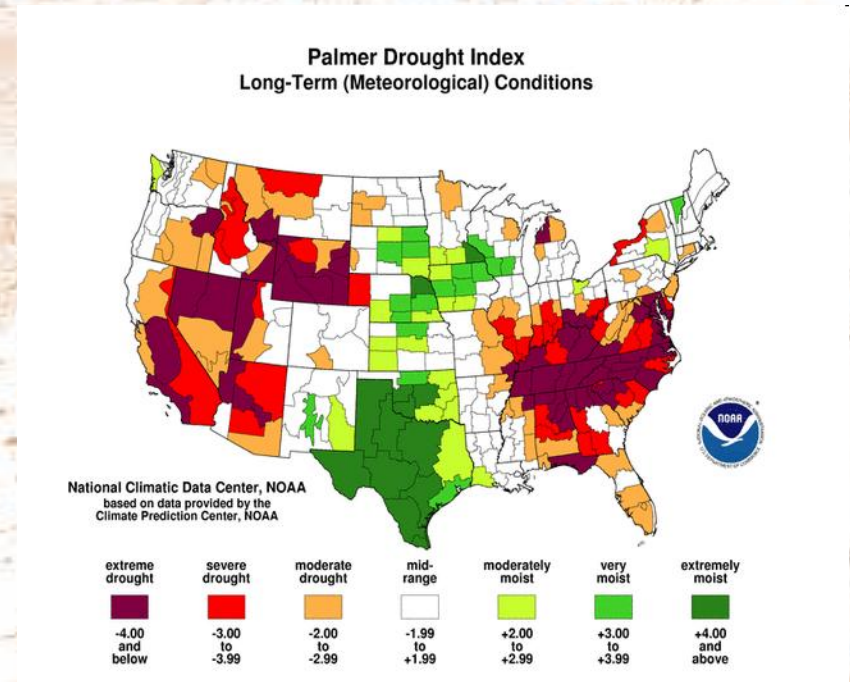 Palmer Drought Index
Long-Term (Meteorological) Conditions
National Climatic Data Center, NOAA
based on data provided by the
Climate Prediction Center, NOAA
NOAA
extreme drought
severe drought
moderate drought
mid-range
moderately moist
very moist
extremely moist
-4.00 and below
-3.00 to -3.99
-2.00 to -2.99
-1.99 to +1.99
+2.00 to +2.99
+3.00 to +3.99
+4.00 and above